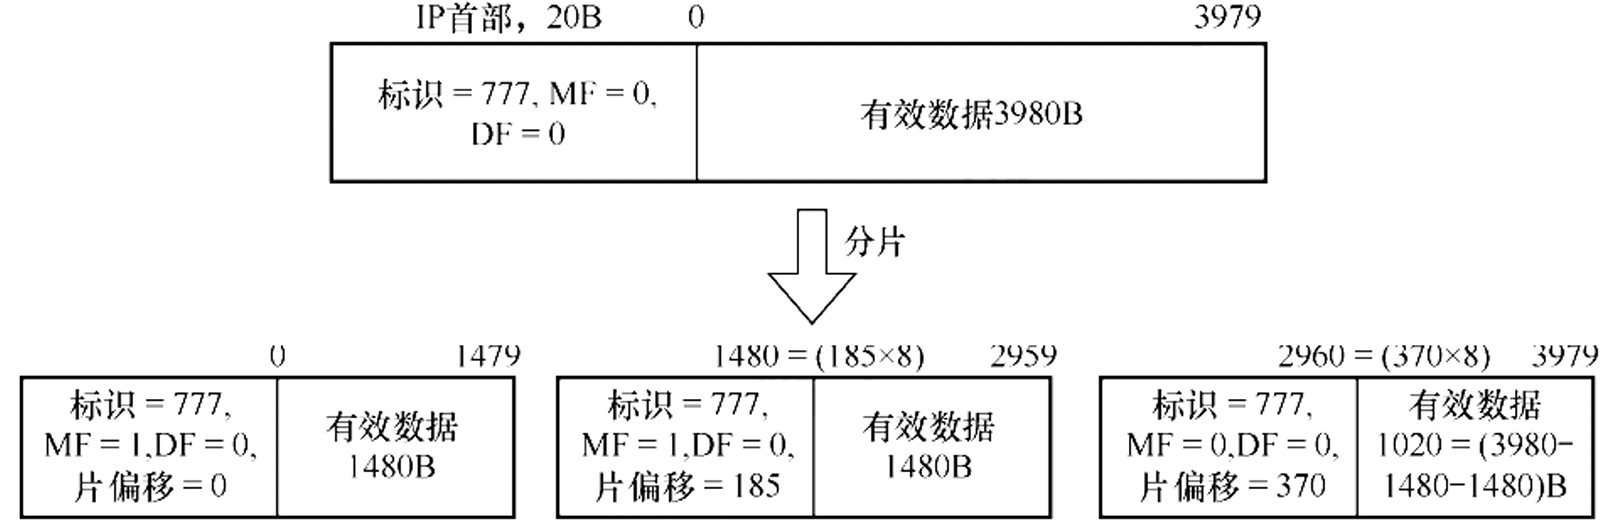 IP首部，20B 0 3979
标识 = 777, MF = 0,
DF = 0
有效数据3980B
分片
0 1479
标识 = 777,
MF = 1,DF = 0,
片偏移 = 0
有效数据
1480B
1480 = (185×8) 2959
标识 = 777,
MF = 1,DF = 0,
片偏移 = 185
有效数据
1480B
2960 = (370×8) 3979
标识 = 777,
MF = 0,DF = 0,
片偏移 = 370
有效数据
1020 = (3980-
1480-1480)B